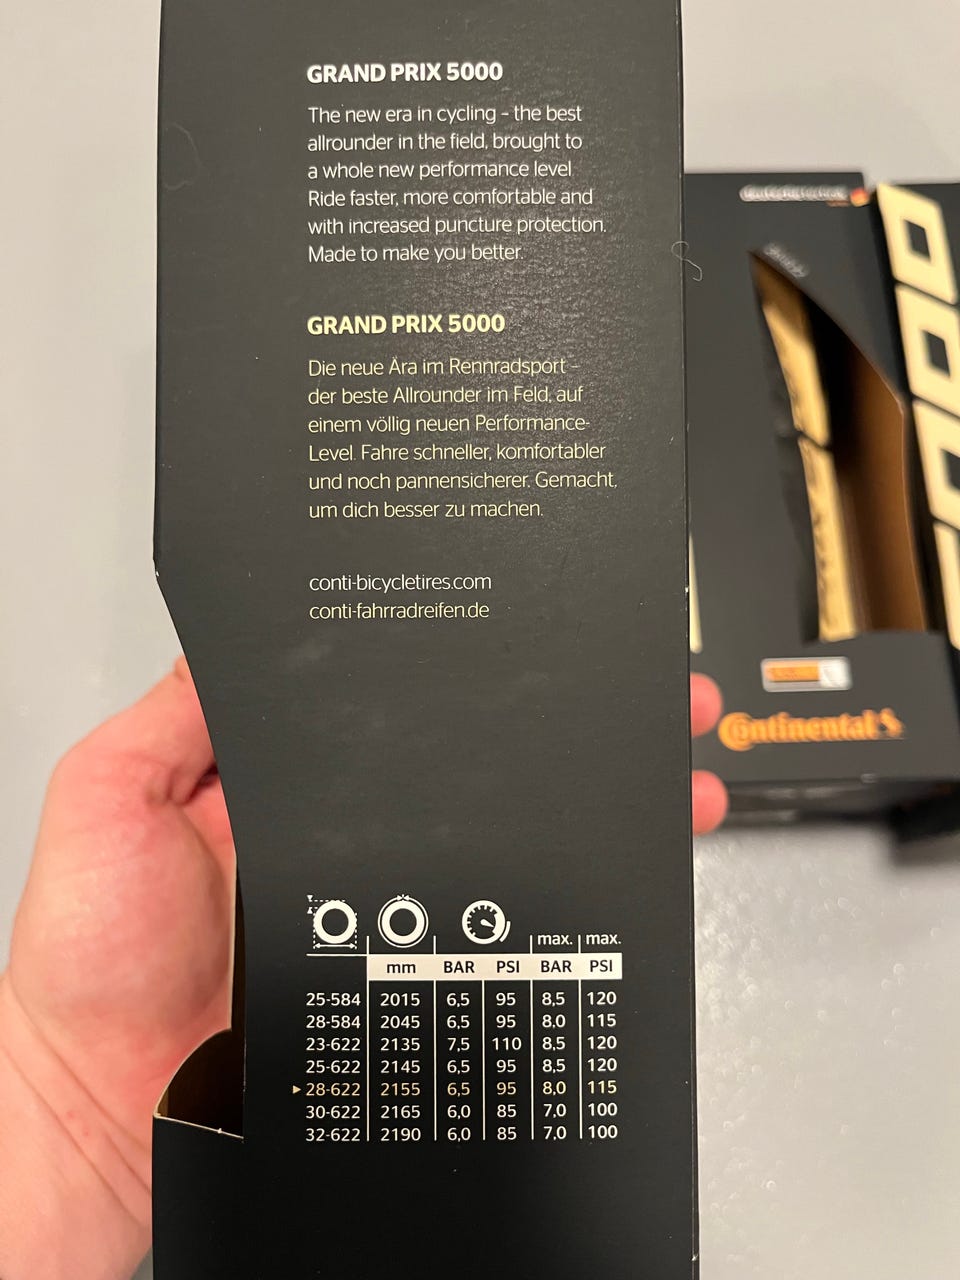 GRAND PRIX 5000
The new era in cycling – the best
allrounder in the field, brought to
a whole new performance level.
Ride faster, more comfortable and
with increased puncture protection.
Made to make you better.
GRAND PRIX 5000
Die neue Ära im Rennradsport –
der beste Allrounder im Feld, auf
einem völlig neuen Performance-
Level. Fahre schneller, komfortabler
und noch pannensicherer. Gemacht,
um dich besser zu machen.
conti-bicycletires.com
conti-fahrradreifen.de
max. max.
mm BAR PSI BAR PSI
25-584 2015 6,5 95 8,5 120
28-584 2045 6,5 95 8,0 115
23-622 2135 7,5 110 8,5 120
25-622 2145 6,5 95 8,5 120
▸ 28-622 2155 6,5 95 8,0 115
30-622 2165 6,0 85 7,0 100
32-622 2190 6,0 85 7,0 100
Continental
5000